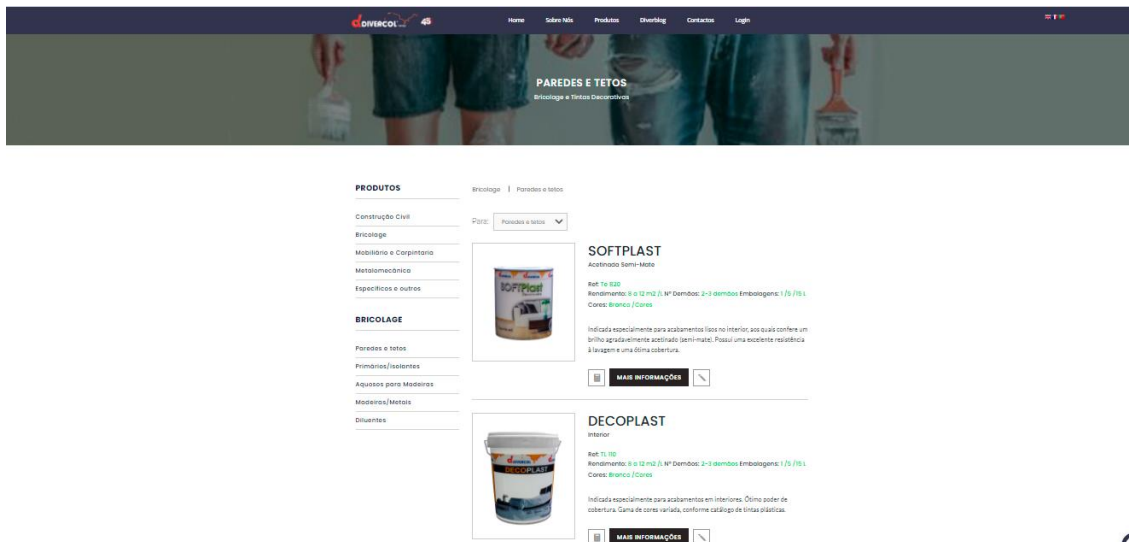 DIVERCOL 45
Home Sobre Nós Produtos Diverblog Contactos Login
PAREDES E TETOS
Bricolage e Tintas Decorativas
PRODUTOS
Construção Civil
Bricolage
Mobiliário e Carpintaria
Metalomecânica
Específicos e outros
BRICOLAGE
Paredes e tetos
Primários/Isolantes
Aquosos para Madeiras
Madeiras/Metais
Diluentes
Bricolage | Paredes e tetos
Para: Paredes e tetos
SOFTPlast
SOFTPLAST
Acetinado Semi-Mate
Ref: Te 620
Rendimento: 8 a 12 m2 /l. Nº Demãos: 2-3 demãos Embalagens: 1 /5 /15 l.
Cores: Branco /Cores
Indicada especialmente para acabamentos lisos no interior, aos quais confere um
brilho agradavelmente acetinado (semi-mate). Possui uma excelente resistência
à lavagem e uma ótima cobertura.
MAIS INFORMAÇÕES
DIVERCOL
DECOPLAST
DECOPLAST
Interior
Ref: TL 110
Rendimento: 8 a 12 m2 /l. Nº Demãos: 2-3 demãos Embalagens: 1 /5 /15 l.
Cores: Branco /Cores
Indicada especialmente para acabamentos em interiores. Ótimo poder de
cobertura. Gama de cores variada, conforme catálogo de tintas plásticas.
MAIS INFORMAÇÕES